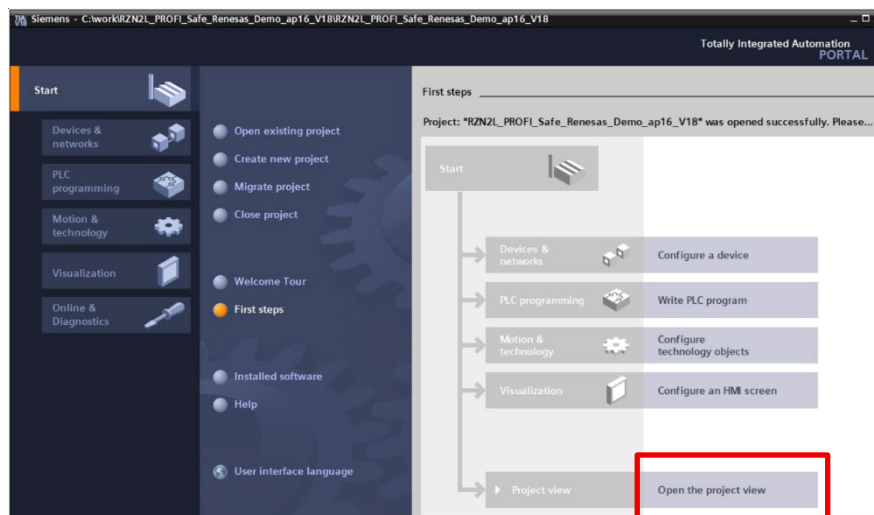 Siemens - C:\work\RZN2L_PROFI_Safe_Renesas_Demo_ap16_V18\RZN2L_PROFI_Safe_Renesas_Demo_ap16_V18
Totally Integrated Automation
PORTAL
Start
Devices &
networks
PLC
programming
Motion &
technology
Visualization
Online &
Diagnostics
Open existing project
Create new project
Migrate project
Close project
Welcome Tour
First steps
Installed software
Help
User interface language
First steps
Project: "RZN2L_PROFI_Safe_Renesas_Demo_ap16_V18" was opened successfully. Please...
Start
Devices &
networks
Configure a device
PLC programming
Write PLC program
Motion &
technology
Configure
technology objects
Visualization
Configure an HMI screen
Project view
Open the project view